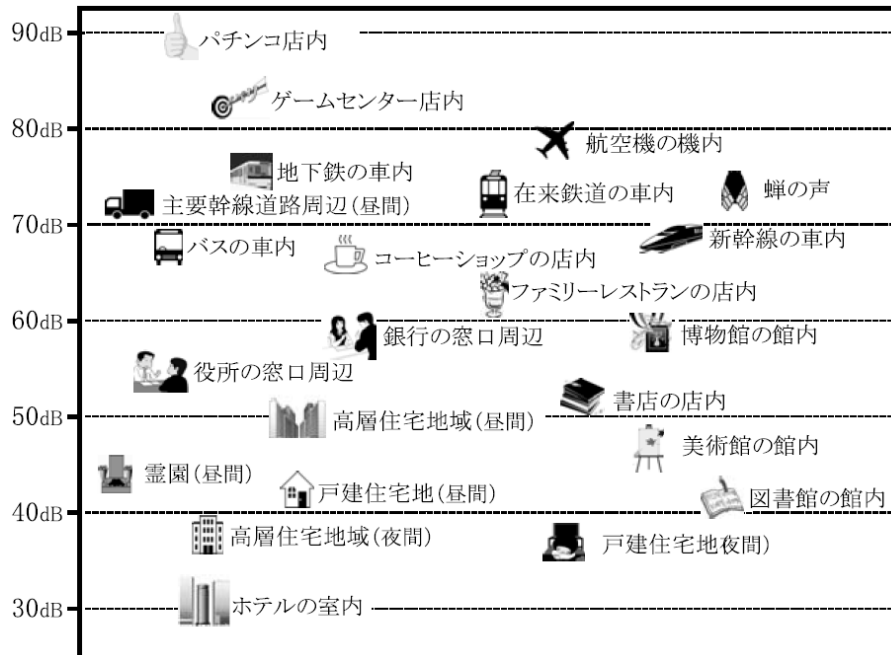 90dB
パチンコ店内
ゲームセンター店内
80dB
航空機の機内
地下鉄の車内
在来鉄道の車内
蝉の声
主要幹線道路周辺(昼間)
70dB
バスの車内
新幹線の車内
コーヒーショップの店内
ファミリーレストランの店内
60dB
銀行の窓口周辺
博物館の館内
役所の窓口周辺
書店の店内
50dB
高層住宅地域(昼間)
美術館の館内
霊園(昼間)
戸建住宅地(昼間)
図書館の館内
40dB
高層住宅地域(夜間)
戸建住宅地夜間)
30dB
ホテルの室内